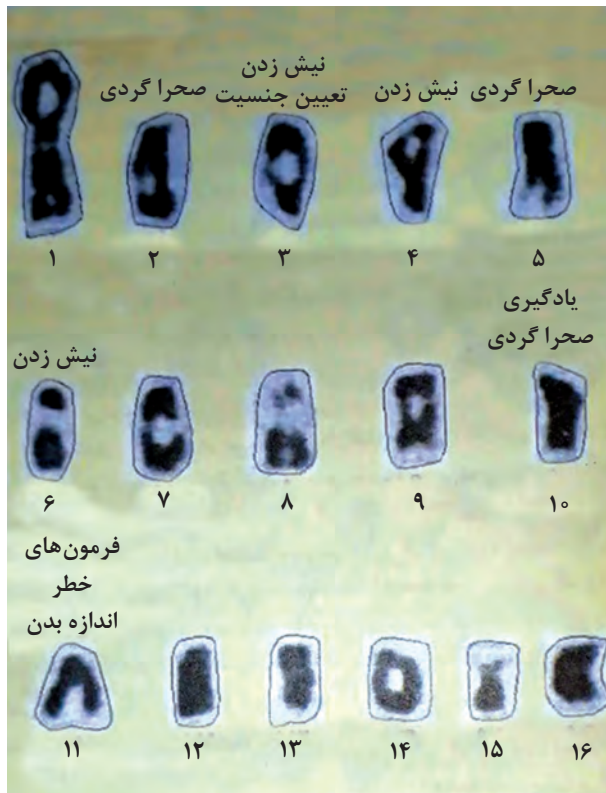 نیش زدن
صحرا گردی نیش زدن تعیین جنسیت صحرا گردی
۱ ۲ ۳ ۴ ۵
یادگیری
صحرا گردی
نیش زدن
۶ ۷ ۸ ۹ ۱۰
فرمون‌های
خطر
اندازه بدن
۱۱ ۱۲ ۱۳ ۱۴ ۱۵ ۱۶